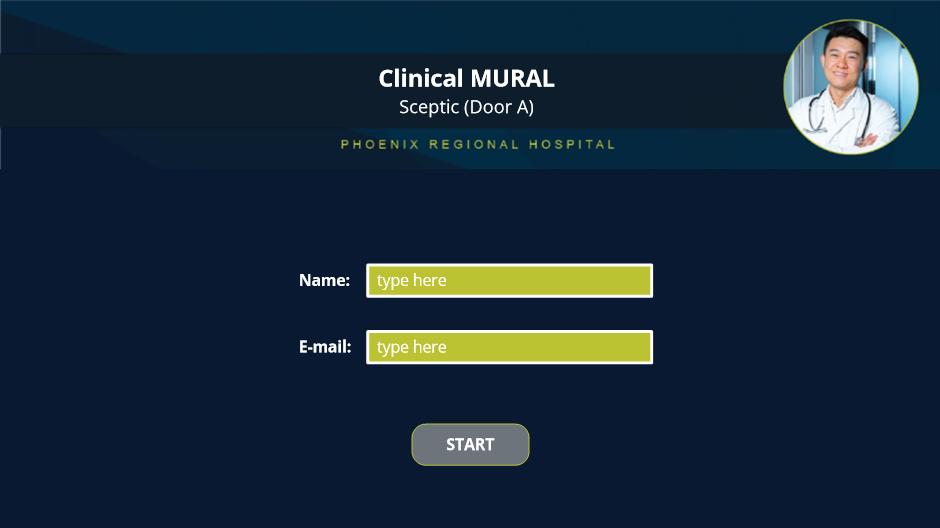 Clinical MURAL
Sceptic (Door A)
PHOENIX REGIONAL HOSPITAL
Name: type here
E-mail: type here
START